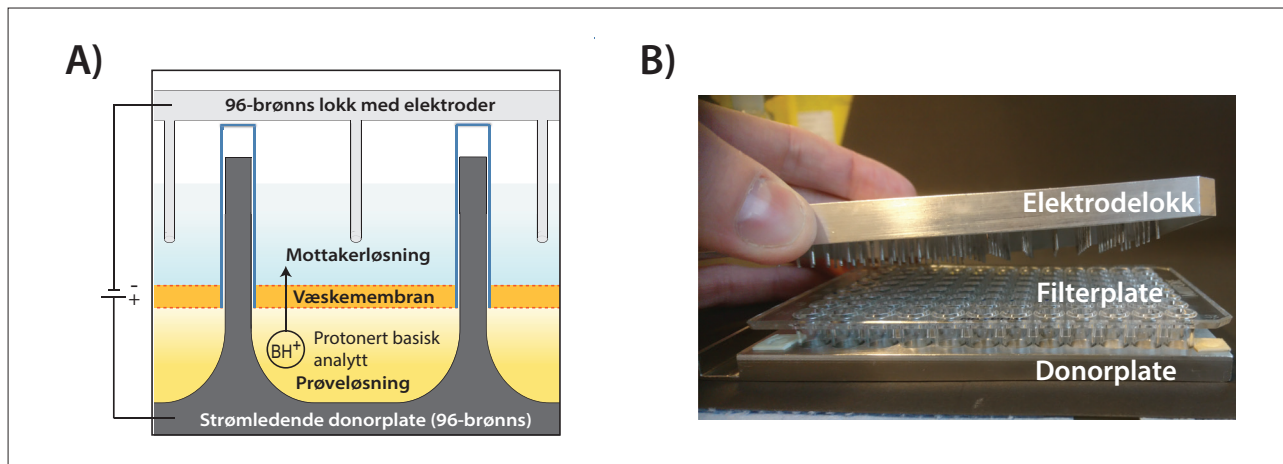 A)
96-brønns lokk med elektroder
Mottakerløsning
-
+
Væskemembran
BH+
Protonert basisk
analytt
Prøveløsning
Strømledende donorplate (96-brønns)
B)
Elektrodelokk
Filterplate
Donorplate